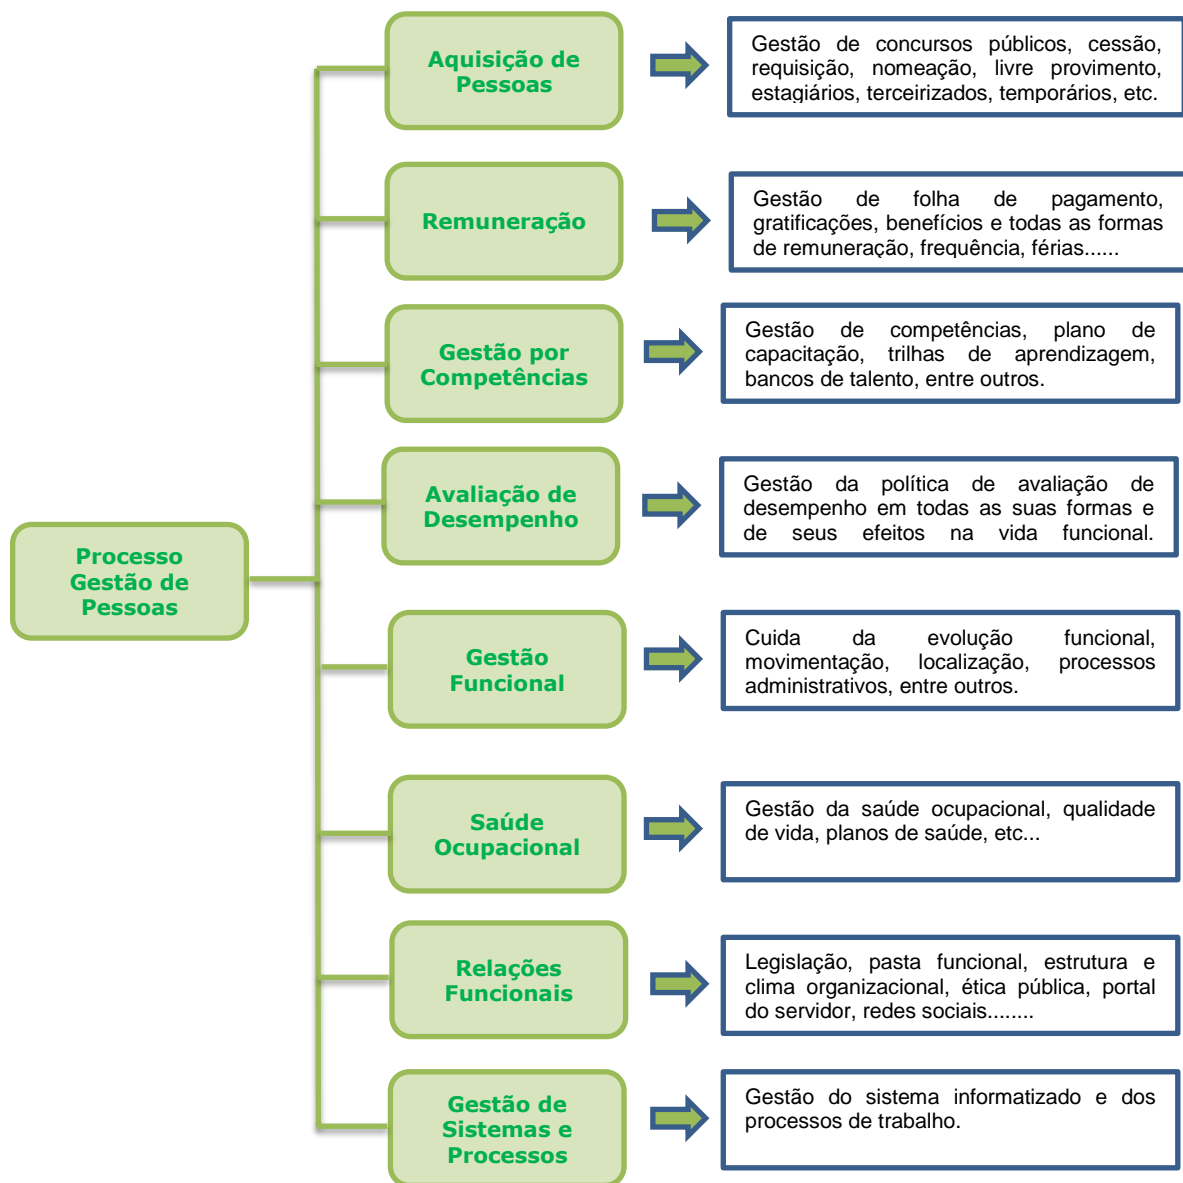 Aquisição de
Pessoas
Gestão de concursos públicos, cessão,
requisição, nomeação, livre provimento,
estagiários, terceirizados, temporários, etc.
Remuneração
Gestão de folha de pagamento,
gratificações, benefícios e todas as formas
de remuneração, frequência, férias......
Gestão por
Competências
Gestão de competências, plano de
capacitação, trilhas de aprendizagem,
bancos de talento, entre outros.
Avaliação de
Desempenho
Gestão da política de avaliação de
desempenho em todas as suas formas e
de seus efeitos na vida funcional.
Processo
Gestão de
Pessoas
Gestão
Funcional
Cuida da evolução funcional,
movimentação, localização, processos
administrativos, entre outros.
Saúde
Ocupacional
Gestão da saúde ocupacional, qualidade
de vida, planos de saúde, etc...
Relações
Funcionais
Legislação, pasta funcional, estrutura e
clima organizacional, ética pública, portal
do servidor, redes sociais........
Gestão de
Sistemas e
Processos
Gestão do sistema informatizado e dos
processos de trabalho.